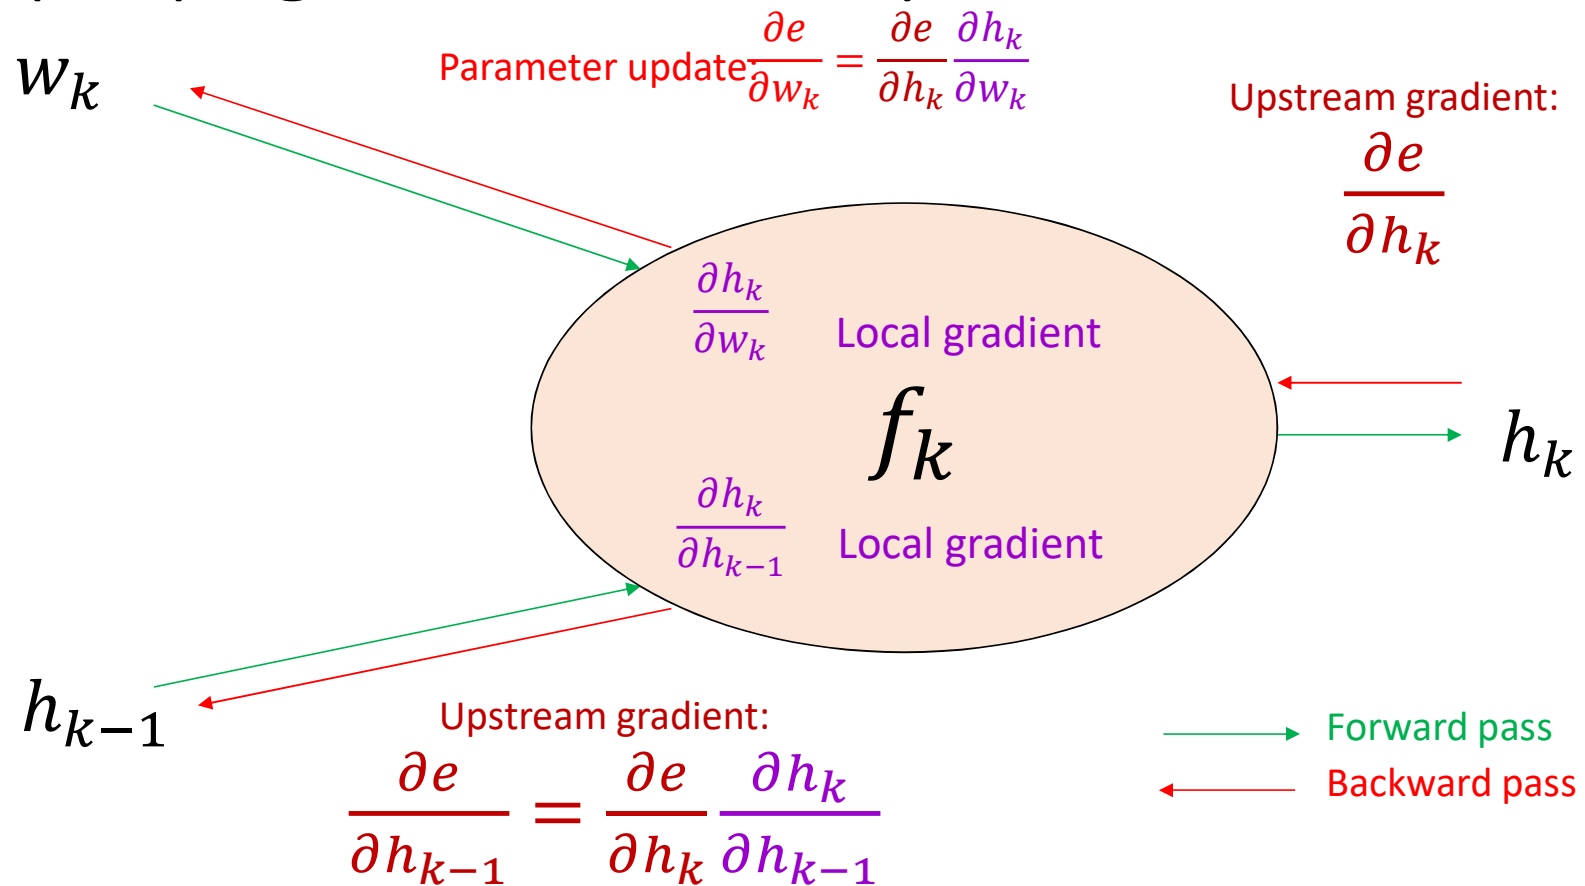 w_k
Parameter update: ∂e/∂w_k = ∂e/∂h_k ∂h_k/∂w_k
Upstream gradient:
∂e/∂h_k
∂h_k/∂w_k Local gradient
f_k
h_k
∂h_k/∂h_{k−1} Local gradient
h_{k−1}
Upstream gradient:
∂e/∂h_{k−1} = ∂e/∂h_k ∂h_k/∂h_{k−1}
Forward pass
Backward pass